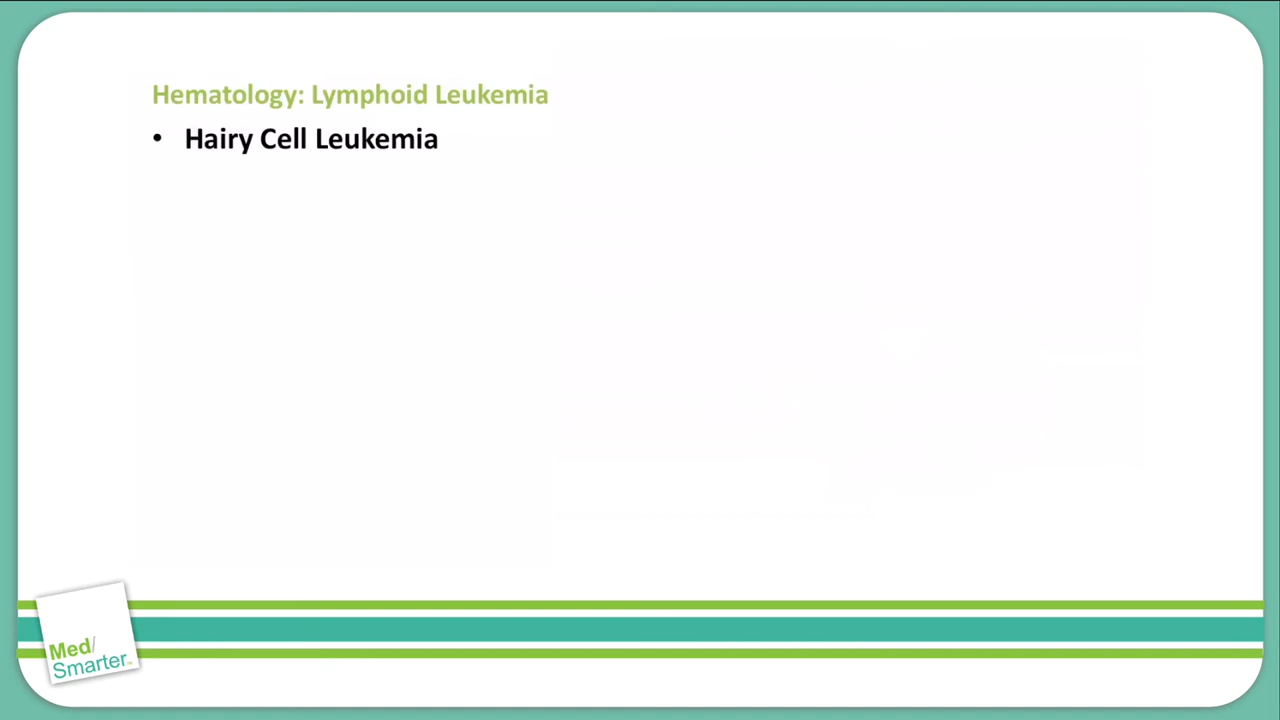 Hematology: Lymphoid Leukemia
• Hairy Cell Leukemia
Med/
Smarter